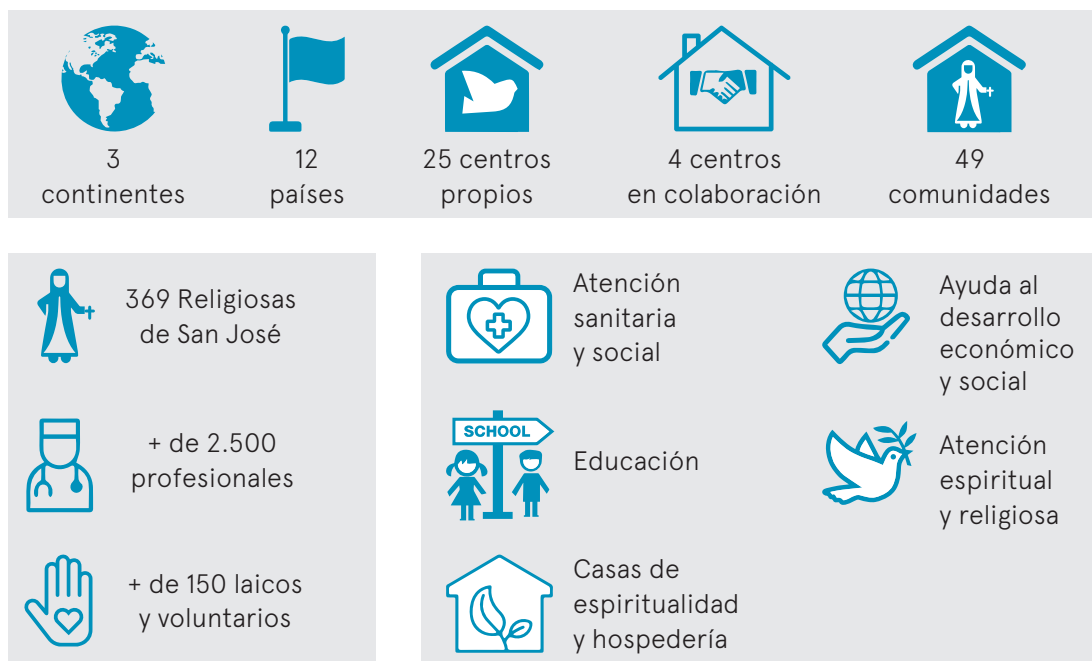 3
continentes
12
países
25 centros
propios
4 centros
en colaboración
49
comunidades
369 Religiosas
de San José
+ de 2.500
profesionales
+ de 150 laicos
y voluntarios
Atención
sanitaria
y social
SCHOOL
Educación
Casas de
espiritualidad
y hospedería
Ayuda al
desarrollo
económico
y social
Atención
espiritual
y religiosa